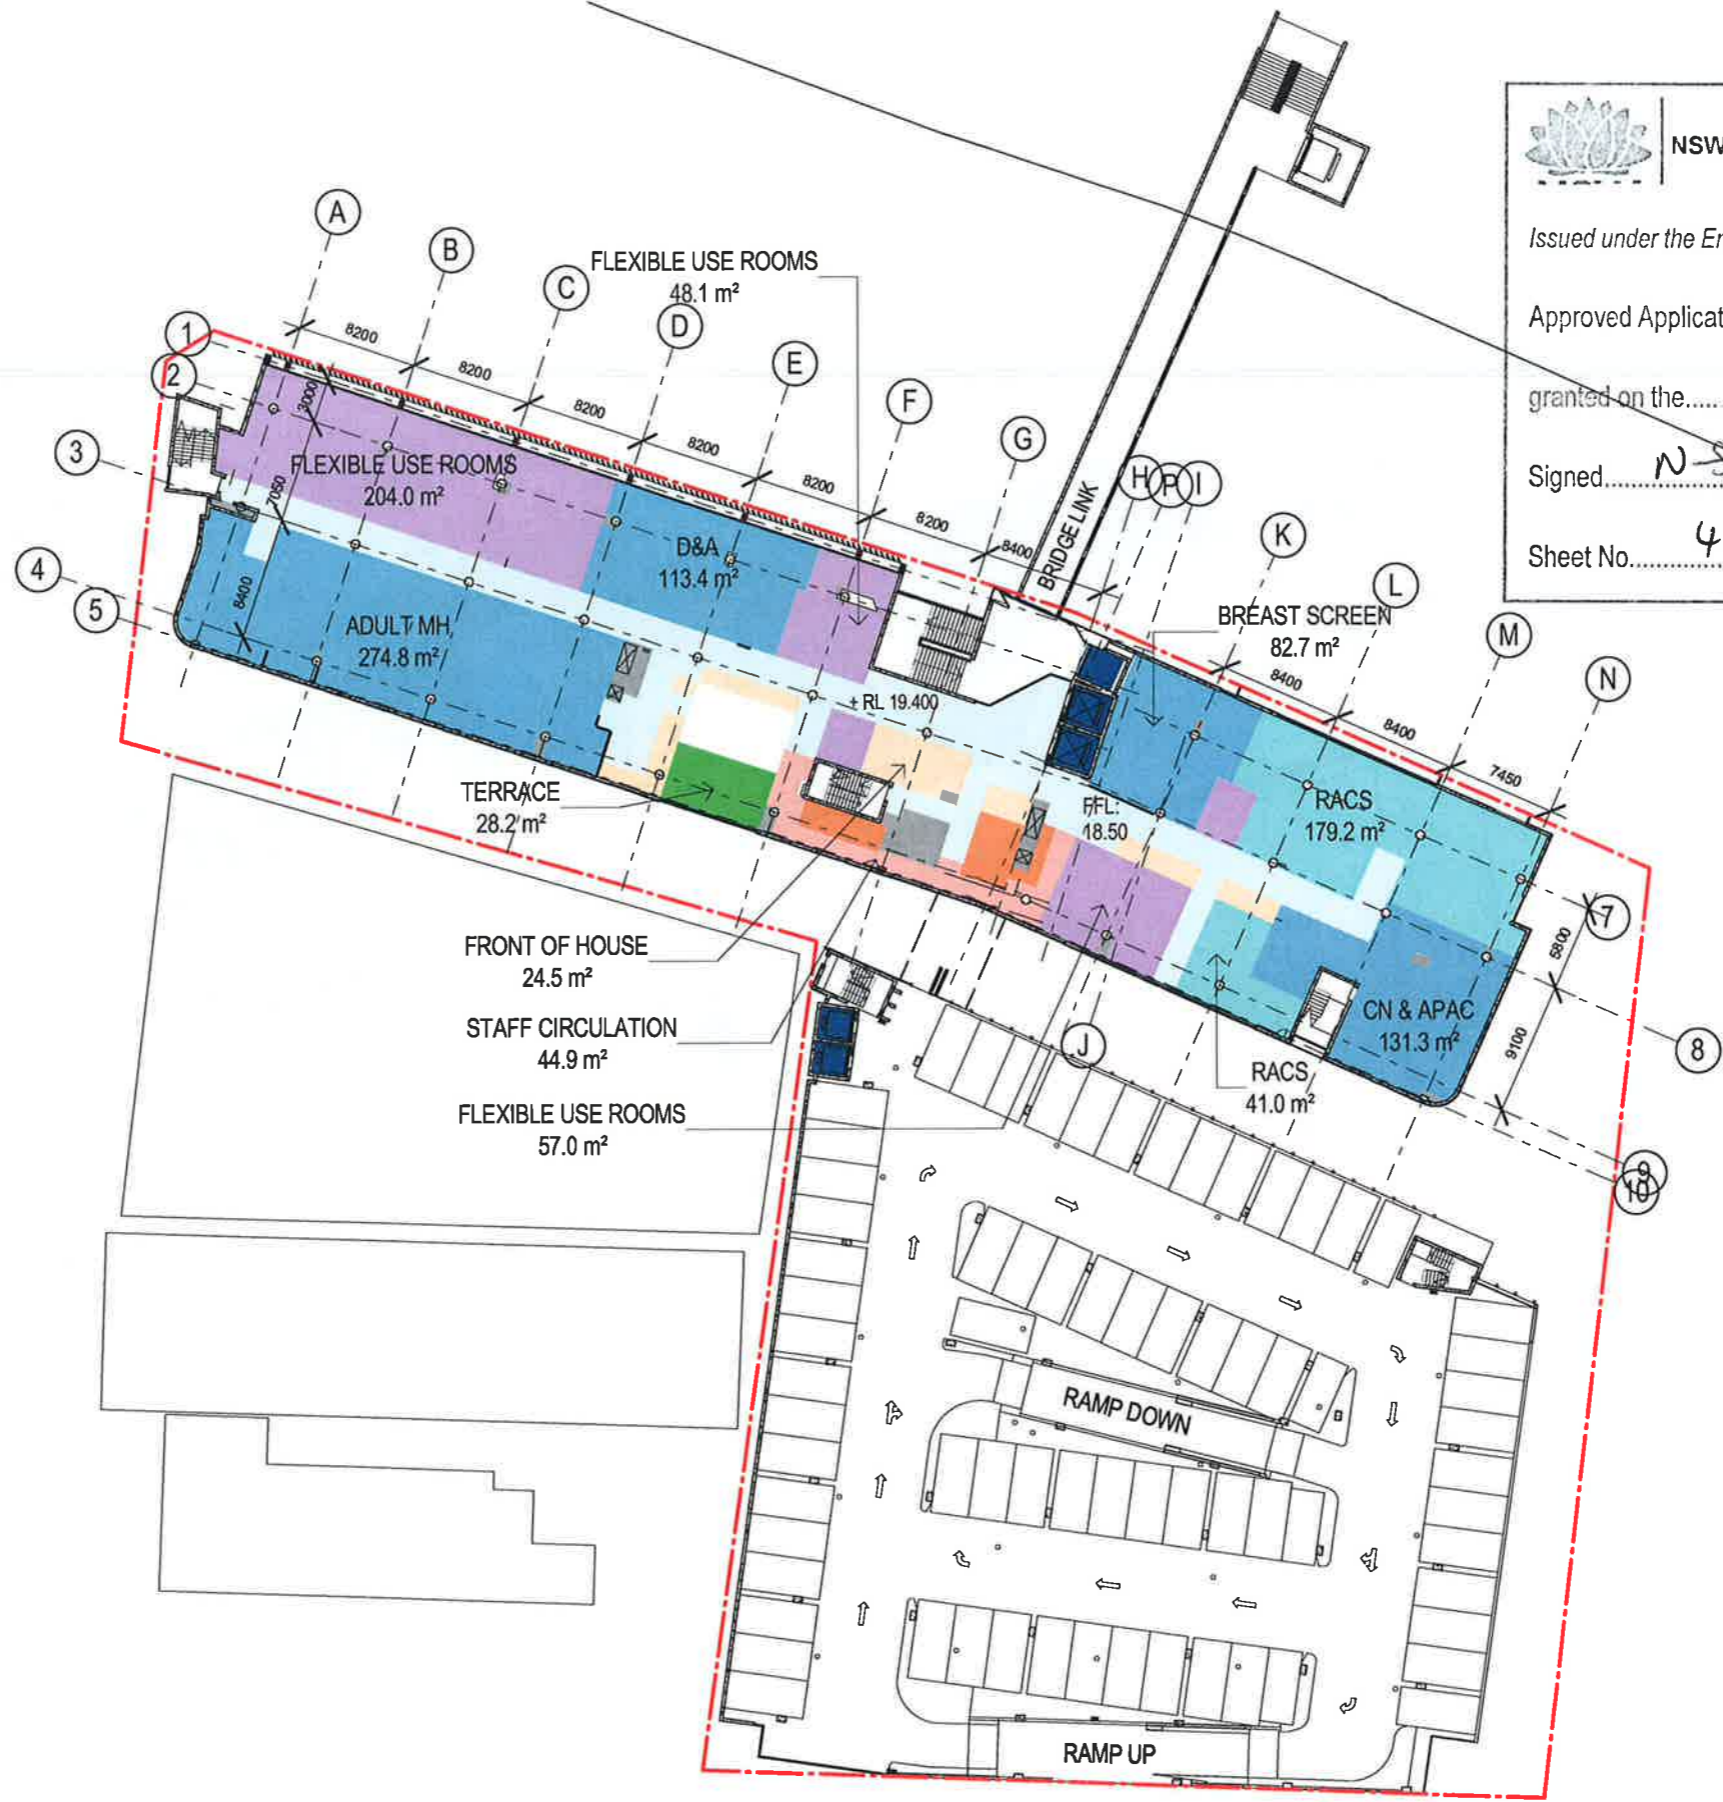 A
B
C
D
E
F
G
H
P
I
K
L
M
N
1
2
3
4
5
7
8
9
10
J
8200
8200
8200
8200
8200
8200
8400
8400
8400
7450
3000
7050
8400
5800
9100
FLEXIBLE USE ROOMS
48.1 m²
FLEXIBLE USE ROOMS
204.0 m²
D&A
113.4 m²
ADULT MH
274.8 m²
BRIDGE LINK
BREAST SCREEN
82.7 m²
± RL 19.400
FFL:
18.50
RACS
179.2 m²
TERRACE
28.2 m²
FRONT OF HOUSE
24.5 m²
STAFF CIRCULATION
44.9 m²
FLEXIBLE USE ROOMS
57.0 m²
CN & APAC
131.3 m²
RACS
41.0 m²
RAMP DOWN
RAMP UP
NSW
Issued under the
Approved
granted on the.....
Signed
Sheet No. 4